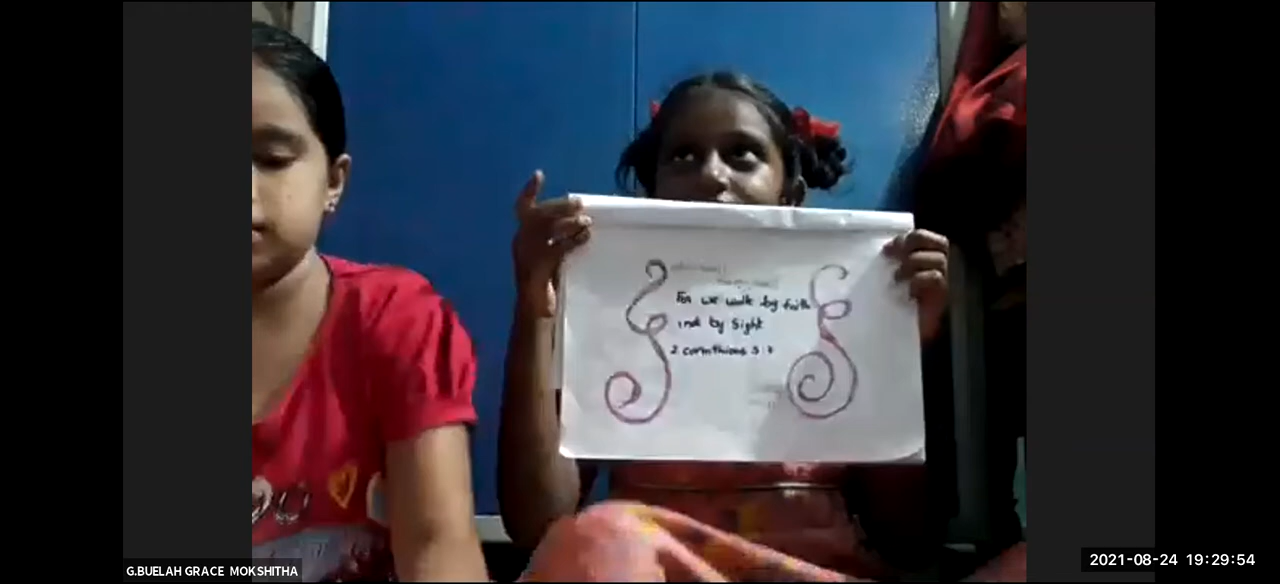 For we walk by faith
not by Sight
2 corinthians 5:7
G.BUELAH GRACE MOKSHITHA
2021-08-24 19:29:54